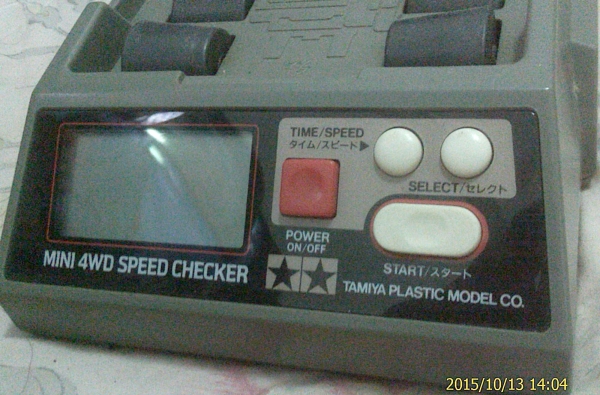 TIME/SPEED
タイム/スピード▶
SELECT/セレクト
POWER
ON/OFF
START/スタート
MINI 4WD SPEED CHECKER
TAMIYA PLASTIC MODEL CO.
2015/10/13 14:04